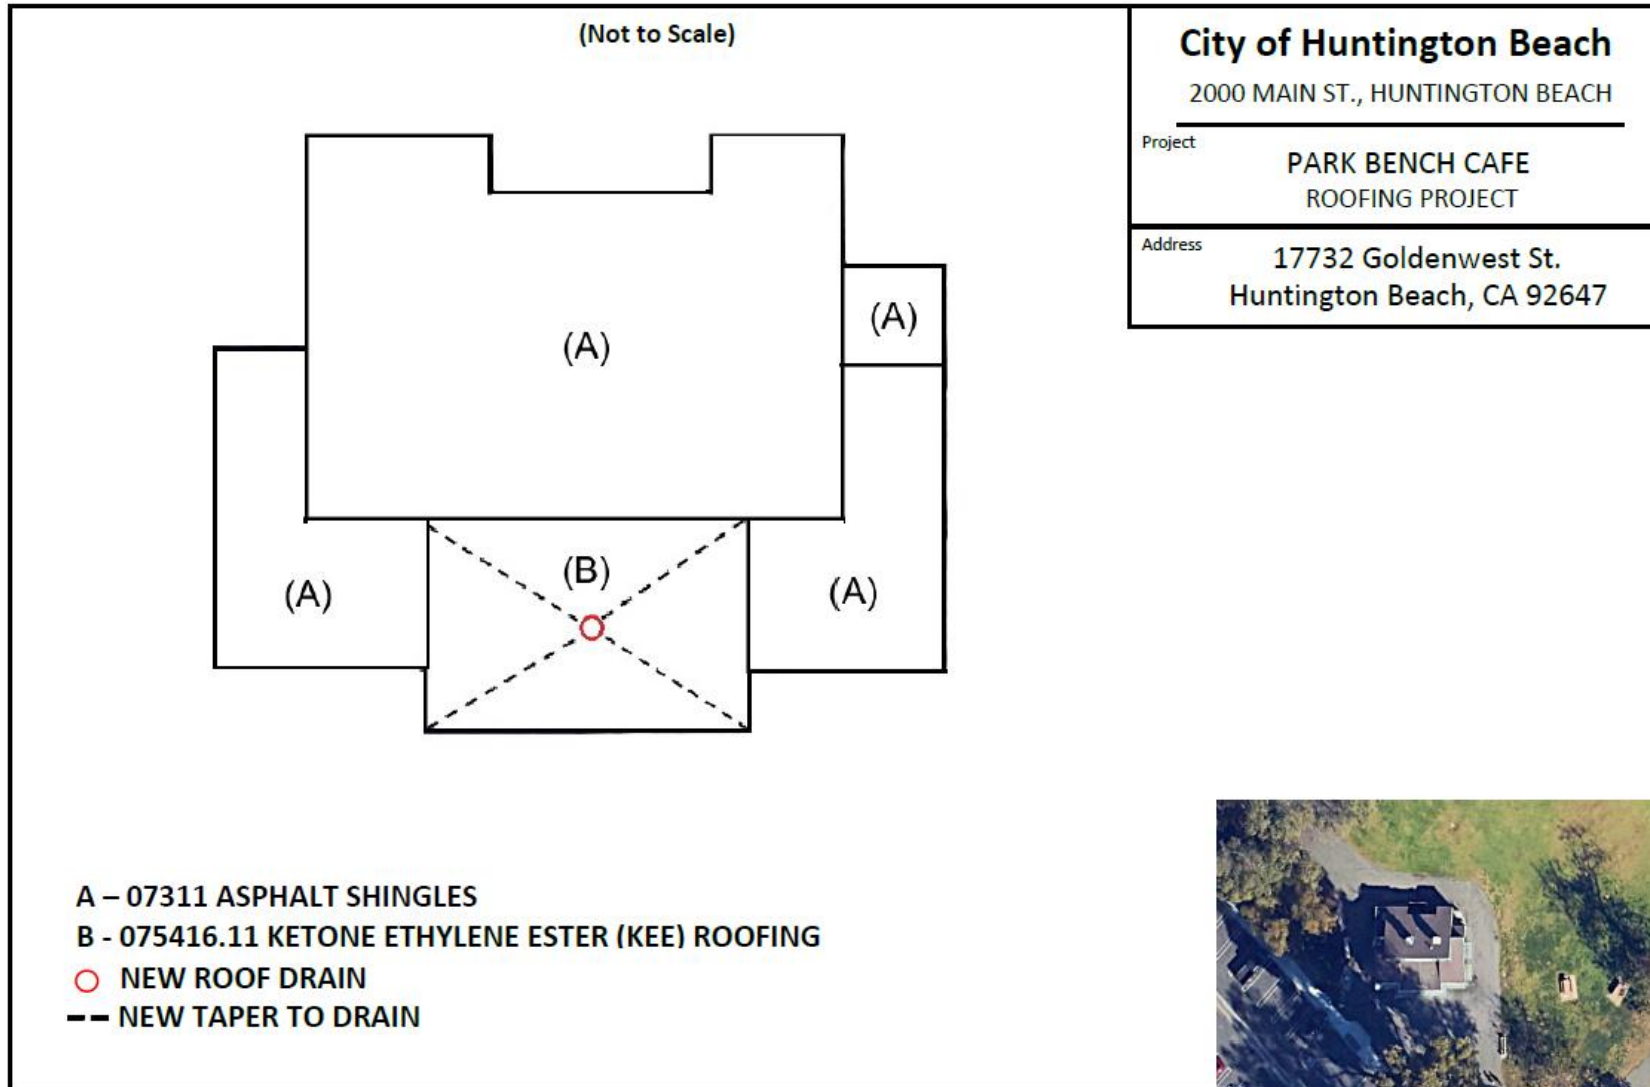 (Not to Scale)
City of Huntington Beach
2000 MAIN ST., HUNTINGTON BEACH
Project
PARK BENCH CAFE
ROOFING PROJECT
Address
17732 Goldenwest St.
Huntington Beach, CA 92647
(A)
(A)
(B)
(A)
(A)
A – 07311 ASPHALT SHINGLES
B - 075416.11 KETONE ETHYLENE ESTER (KEE) ROOFING
NEW ROOF DRAIN
NEW TAPER TO DRAIN